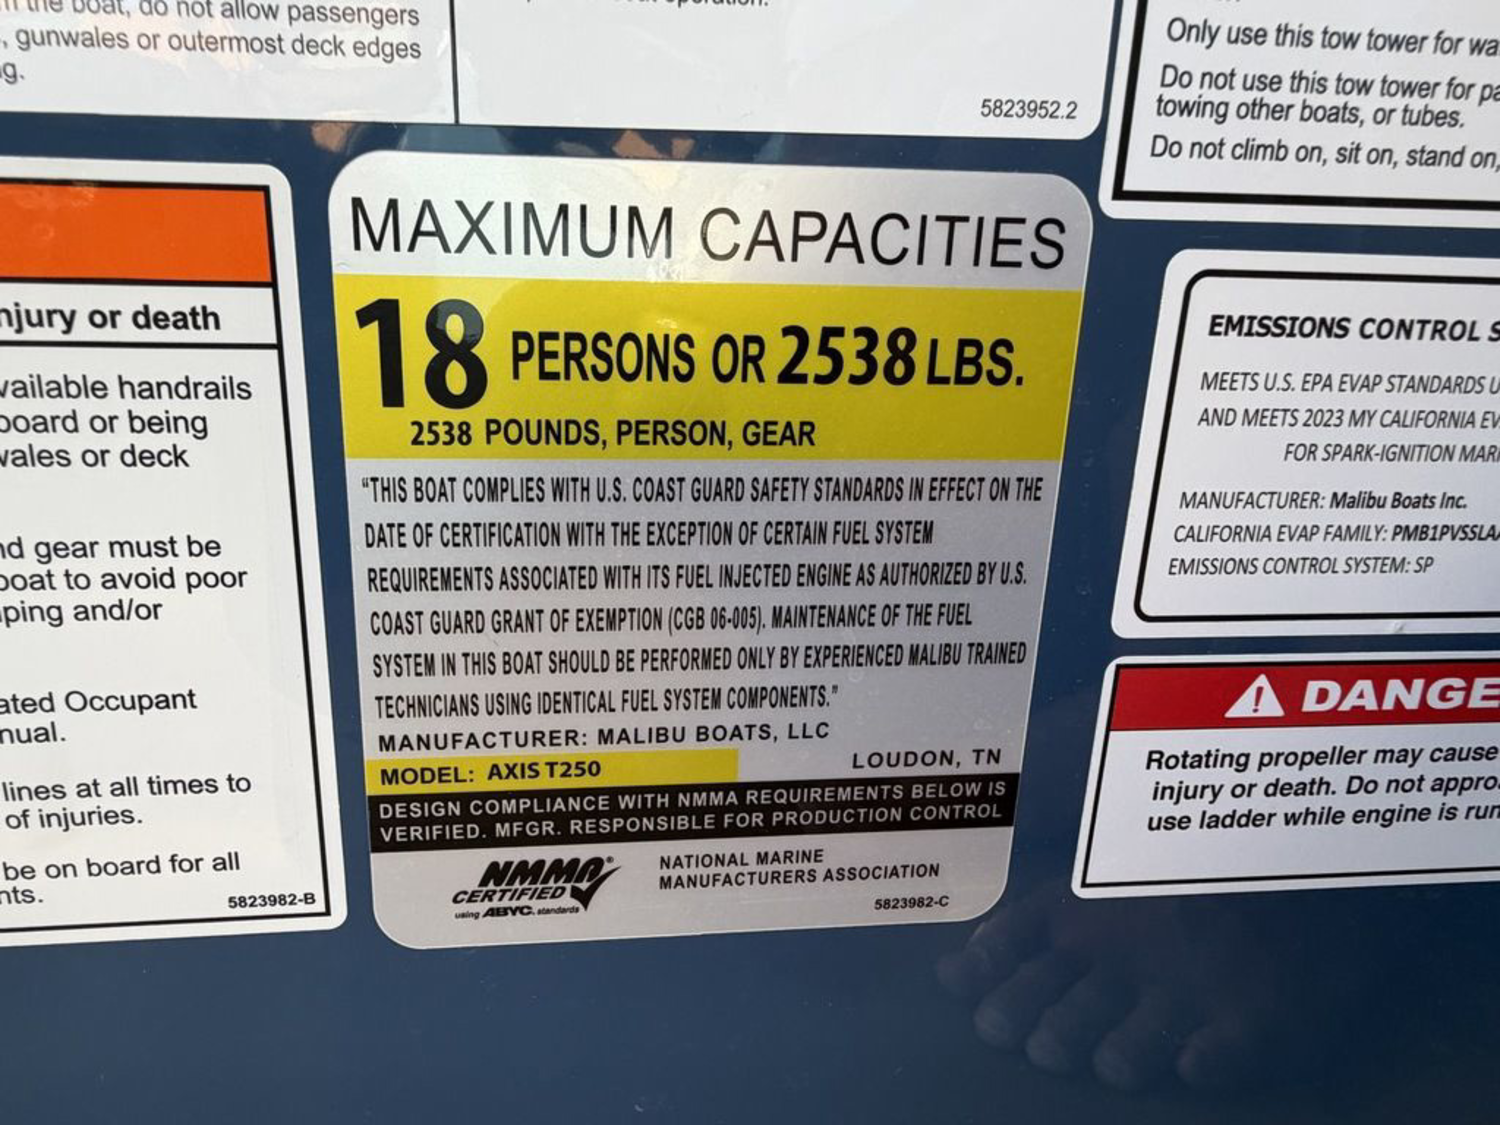 the boat, do not allow passengers
, gunwales or outermost deck edges
g.
operation.
5823952.2
Only use this tow tower for wa
Do not use this tow tower for pa
towing other boats, or tubes.
Do not climb on, sit on, stand on,
njury or death
vailable handrails
board or being
wales or deck
nd gear must be
boat to avoid poor
ping and/or
ated Occupant
nual.
lines at all times to
of injuries.
be on board for all
nts.
5823982-B
MAXIMUM CAPACITIES
18 PERSONS OR 2538 LBS.
2538 POUNDS, PERSON, GEAR
“THIS BOAT COMPLIES WITH U.S. COAST GUARD SAFETY STANDARDS IN EFFECT ON THE
DATE OF CERTIFICATION WITH THE EXCEPTION OF CERTAIN FUEL SYSTEM
REQUIREMENTS ASSOCIATED WITH ITS FUEL INJECTED ENGINE AS AUTHORIZED BY U.S.
COAST GUARD GRANT OF EXEMPTION (CGB 06-005). MAINTENANCE OF THE FUEL
SYSTEM IN THIS BOAT SHOULD BE PERFORMED ONLY BY EXPERIENCED MALIBU TRAINED
TECHNICIANS USING IDENTICAL FUEL SYSTEM COMPONENTS.”
MANUFACTURER: MALIBU BOATS, LLC
LOUDON, TN
MODEL: AXIS T250
DESIGN COMPLIANCE WITH NMMA REQUIREMENTS BELOW IS
VERIFIED. MFGR. RESPONSIBLE FOR PRODUCTION CONTROL
NMMA®
CERTIFIED
using ABYC. standards
NATIONAL MARINE
MANUFACTURERS ASSOCIATION
5823982-C
EMISSIONS CONTROL S
MEETS U.S. EPA EVAP STANDARDS U
AND MEETS 2023 MY CALIFORNIA EV
FOR SPARK-IGNITION MARI
MANUFACTURER: Malibu Boats Inc.
CALIFORNIA EVAP FAMILY: PMB1PVSSLA
EMISSIONS CONTROL SYSTEM: SP
DANGE
Rotating propeller may cause
injury or death. Do not appro
use ladder while engine is run